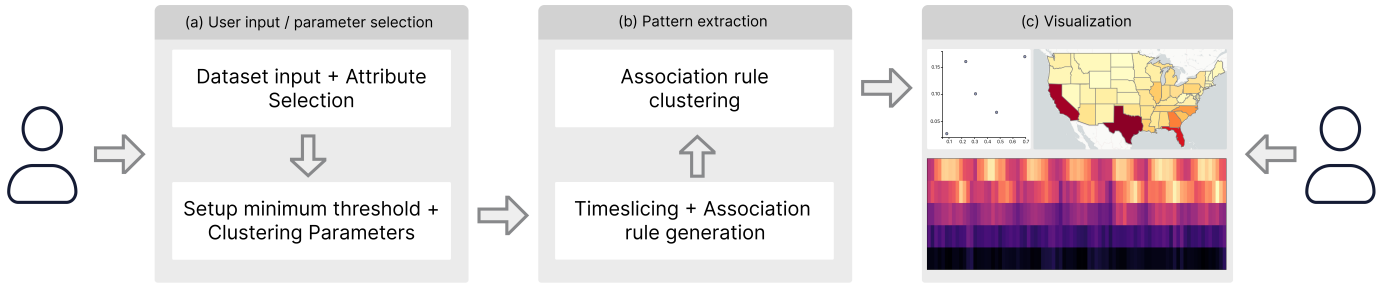 (a) User input / parameter selection
Dataset input + Attribute
Selection
Setup minimum threshold +
Clustering Parameters
(b) Pattern extraction
Association rule
clustering
Timeslicing + Association
rule generation
(c) Visualization
0.15
0.10
0.05
0.1 0.2 0.3 0.4 0.5 0.6 0.7